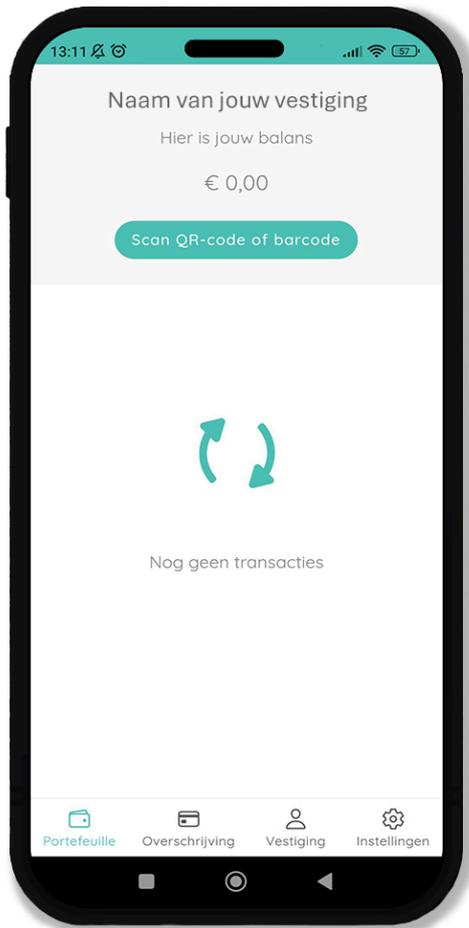 13:11
57
Naam van jouw vestiging
Hier is jouw balans
€ 0,00
Scan QR-code of barcode
Nog geen transacties
Portefeuille Overschrijving Vestiging Instellingen